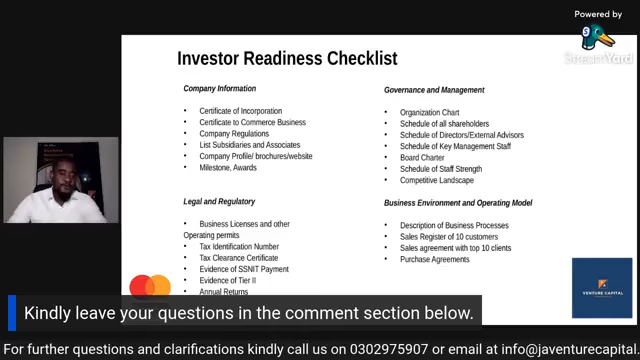 Powered by
StreamYard
Investor Readiness Checklist
Company Information
• Certificate of Incorporation
• Certificate to Commerce Business
• Company Regulations
• List Subsidiaries and Associates
• Company Profile/ brochures/website
• Milestone, Awards
Legal and Regulatory
• Business Licenses and other
Operating permits
• Tax Identification Number
• Tax Clearance Certificate
• Evidence of SSNIT Payment
• Evidence of Tier II
• Annual Returns
Governance and Management
• Organization Chart
• Schedule of all shareholders
• Schedule of Directors/External Advisors
• Schedule of Key Management Staff
• Board Charter
• Schedule of Staff Strength
• Competitive Landscape
Business Environment and Operating Model
• Description of Business Processes
• Sales Register of 10 customers
• Sales agreement with top 10 clients
• Purchase Agreements
VENTURE CAPITAL
Kindly leave your questions in the comment section below.
For further questions and clarifications kindly call us on 0302975907 or email at info@javenturecapital.